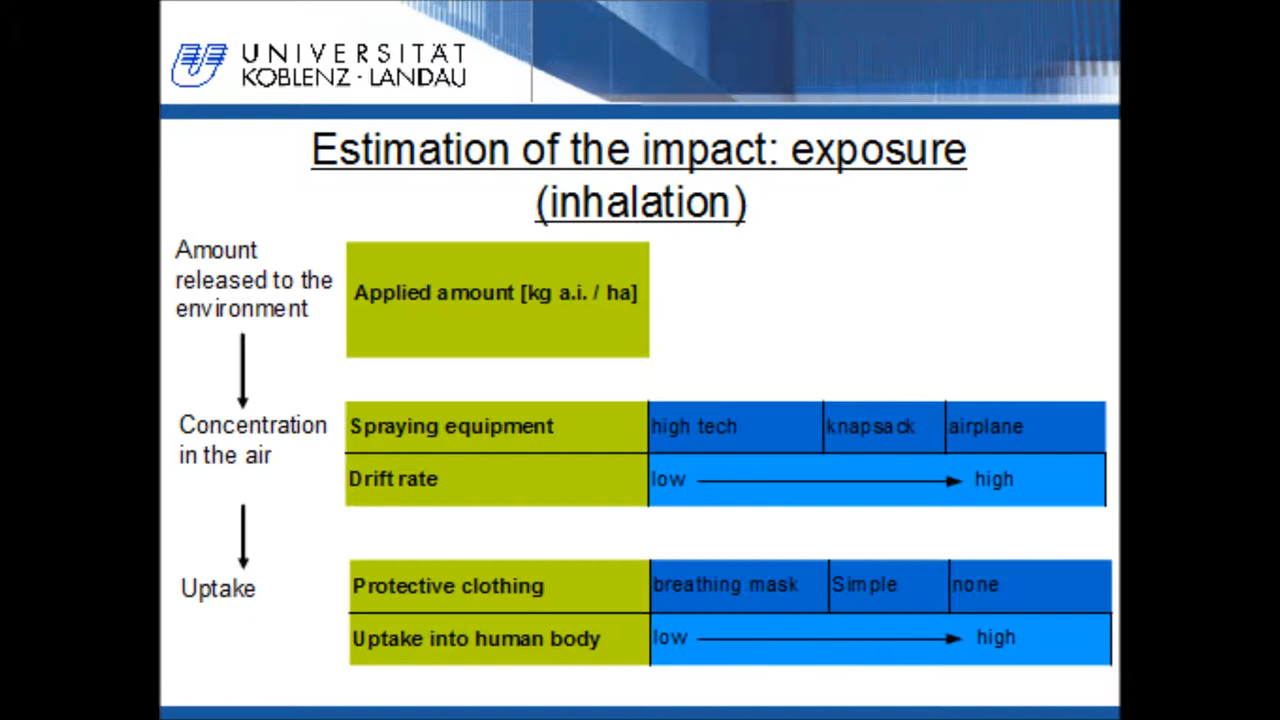 UNIVERSITÄT
KOBLENZ · LANDAU
Estimation of the impact: exposure
(inhalation)
Amount
released to the
environment
Applied amount [kg a.i. / ha]
Concentration
in the air
Spraying equipment high tech knapsack airplane
Drift rate low high
Uptake
Protective clothing breathing mask Simple none
Uptake into human body low high